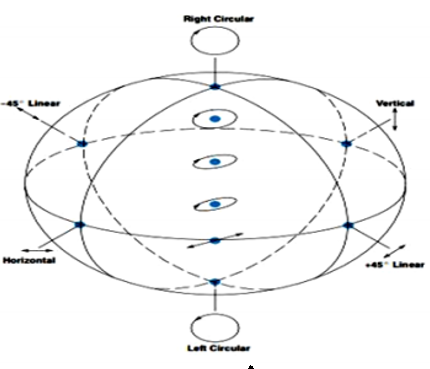 Right Circular
-45° Linear
Vertical
Horizontal
+45° Linear
Left Circular